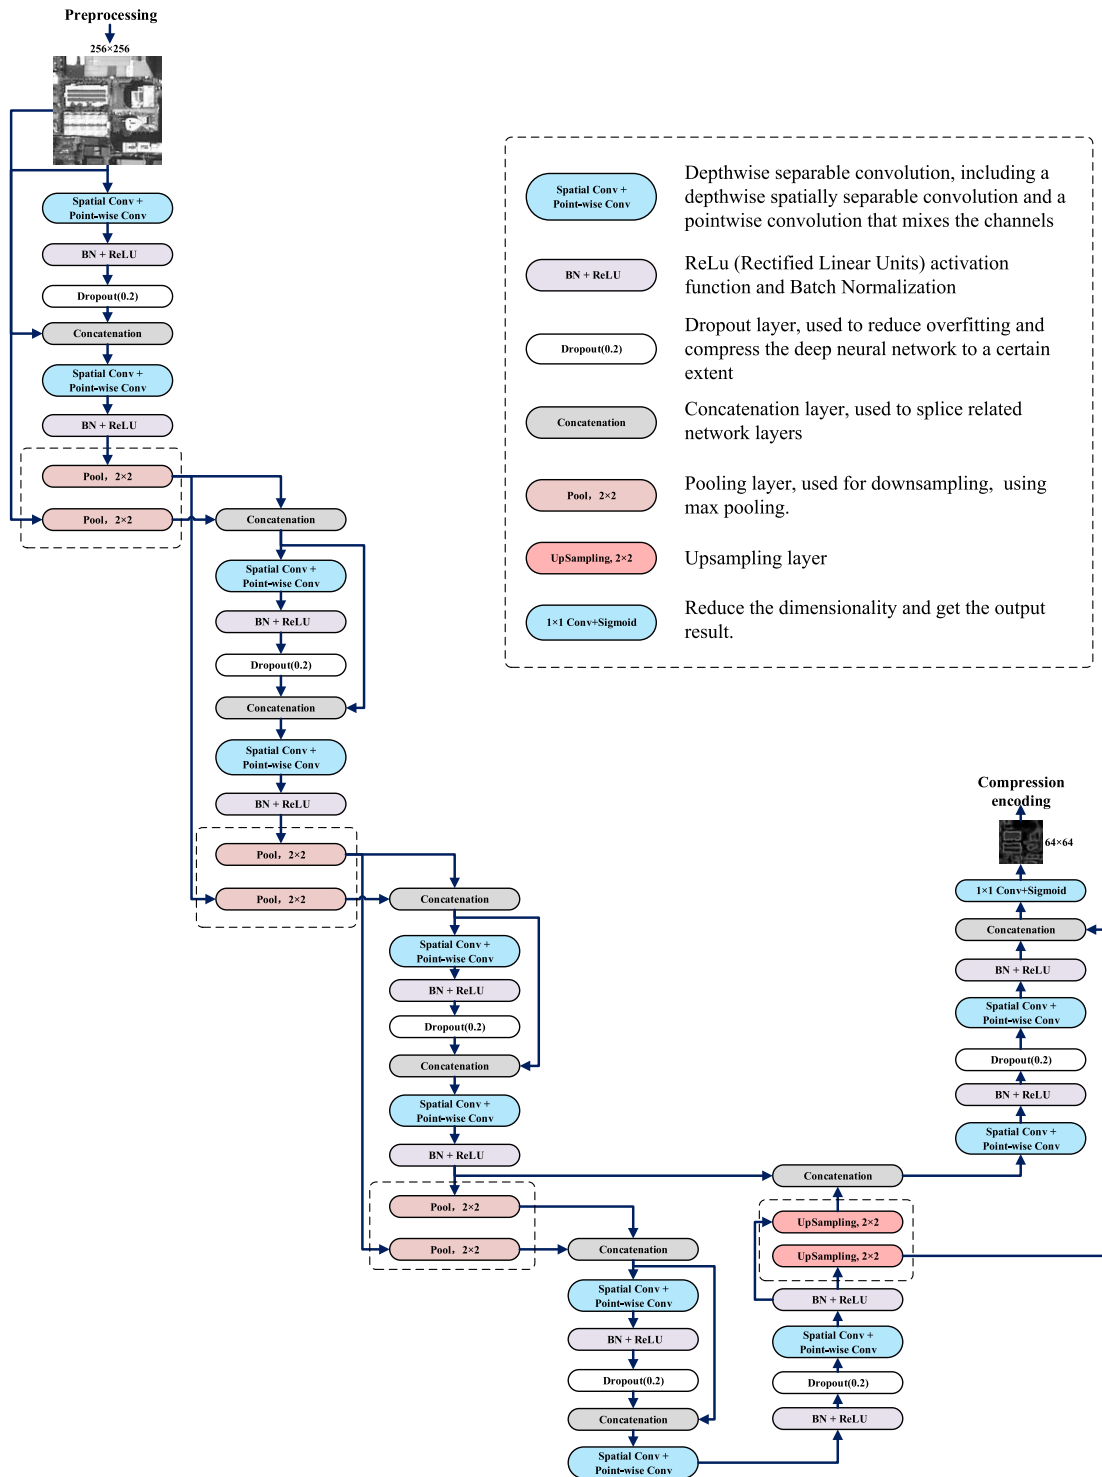 Preprocessing
256×256
Spatial Conv +
Point-wise Conv
BN + ReLU
Dropout(0.2)
Concatenation
Spatial Conv +
Point-wise Conv
BN + ReLU
Pool, 2×2
Pool, 2×2
Concatenation
Spatial Conv +
Point-wise Conv
BN + ReLU
Dropout(0.2)
Concatenation
Spatial Conv +
Point-wise Conv
BN + ReLU
Pool, 2×2
Pool, 2×2
Concatenation
Spatial Conv +
Point-wise Conv
BN + ReLU
Dropout(0.2)
Concatenation
Spatial Conv +
Point-wise Conv
BN + ReLU
Pool, 2×2
Pool, 2×2
Concatenation
Spatial Conv +
Point-wise Conv
BN + ReLU
Dropout(0.2)
Concatenation
Spatial Conv +
Point-wise Conv
Concatenation
UpSampling, 2×2
UpSampling, 2×2
BN + ReLU
Spatial Conv +
Point-wise Conv
Dropout(0.2)
BN + ReLU
Compression
encoding
64×64
1×1 Conv+Sigmoid
Concatenation
BN + ReLU
Spatial Conv +
Point-wise Conv
Dropout(0.2)
BN + ReLU
Spatial Conv +
Point-wise Conv
Spatial Conv +
Point-wise Conv
Depthwise separable convolution, including a
depthwise spatially separable convolution and a
pointwise convolution that mixes the channels
BN + ReLU
ReLu (Rectified Linear Units) activation
function and Batch Normalization
Dropout(0.2)
Dropout layer, used to reduce overfitting and
compress the deep neural network to a certain
extent
Concatenation
Concatenation layer, used to splice related
network layers
Pool, 2×2
Pooling layer, used for downsampling, using
max pooling.
UpSampling, 2×2
Upsampling layer
1×1 Conv+Sigmoid
Reduce the dimensionality and get the output
result.